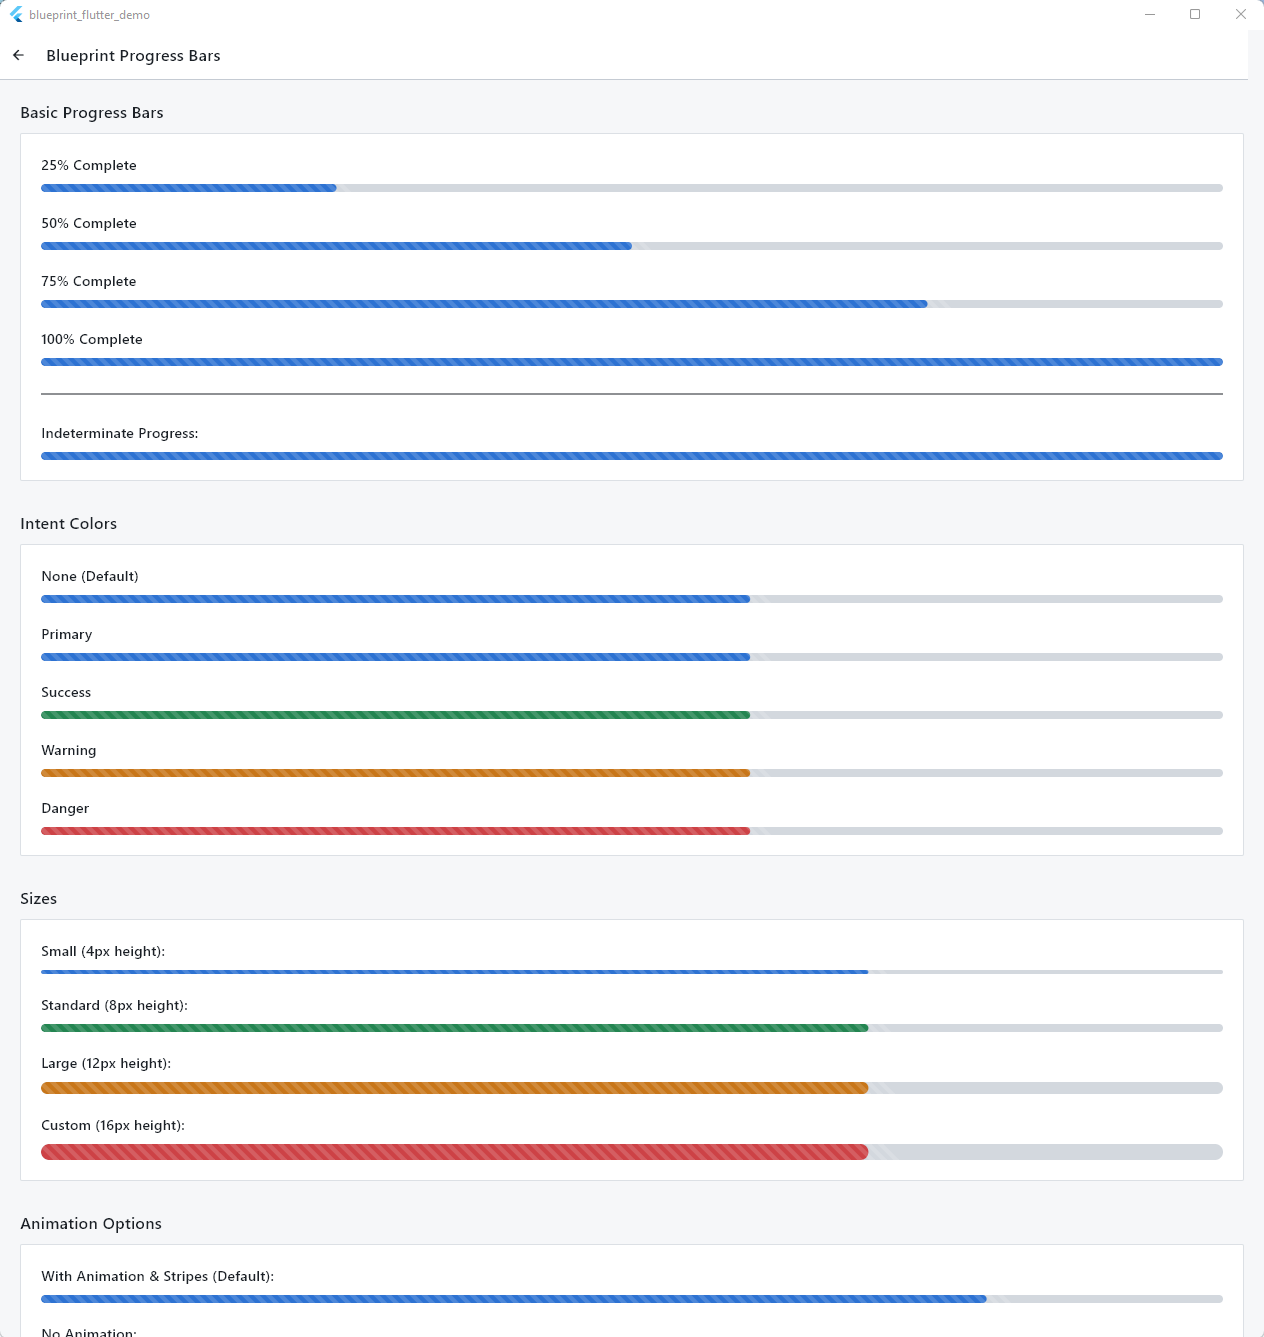 blueprint_flutter_demo
Blueprint Progress Bars
Basic Progress Bars
25% Complete
50% Complete
75% Complete
100% Complete
Indeterminate Progress:
Intent Colors
None (Default)
Primary
Success
Warning
Danger
Sizes
Small (4px height):
Standard (8px height):
Large (12px height):
Custom (16px height):
Animation Options
With Animation & Stripes (Default):
No Animation: